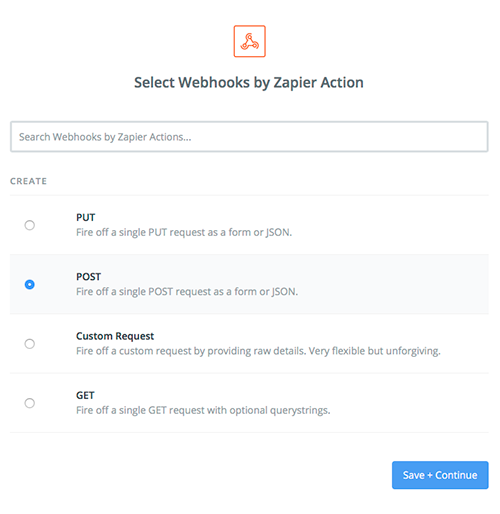 Select Webhooks by Zapier Action
Search Webhooks by Zapier Actions...
CREATE
PUT
Fire off a single PUT request as a form or JSON.
POST
Fire off a single POST request as a form or JSON.
Custom Request
Fire off a custom request by providing raw details. Very flexible but unforgiving.
GET
Fire off a single GET request with optional querystrings.
Save + Continue